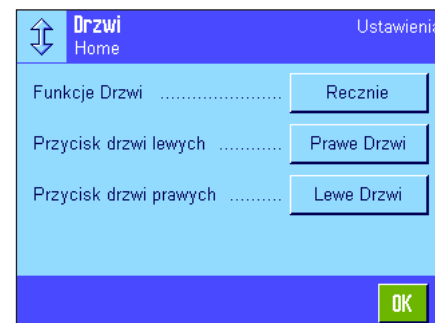 Drzwi Ustawienia
Home
Funkcje Drzwi ...................... Recznie
Przycisk drzwi lewych ............ Prawe Drzwi
Przycisk drzwi prawych .......... Lewe Drzwi
OK